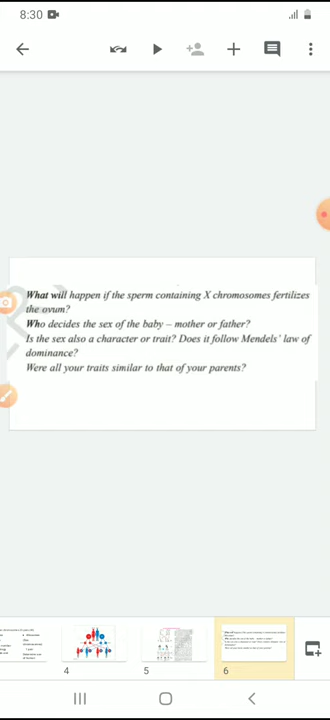 8:30
What will happen if the sperm containing X chromosomes fertilizes
the ovum?
Who decides the sex of the baby – mother or father?
Is the sex also a character or trait? Does it follow Mendels' law of
dominance?
Were all your traits similar to that of your parents?
4
5
6